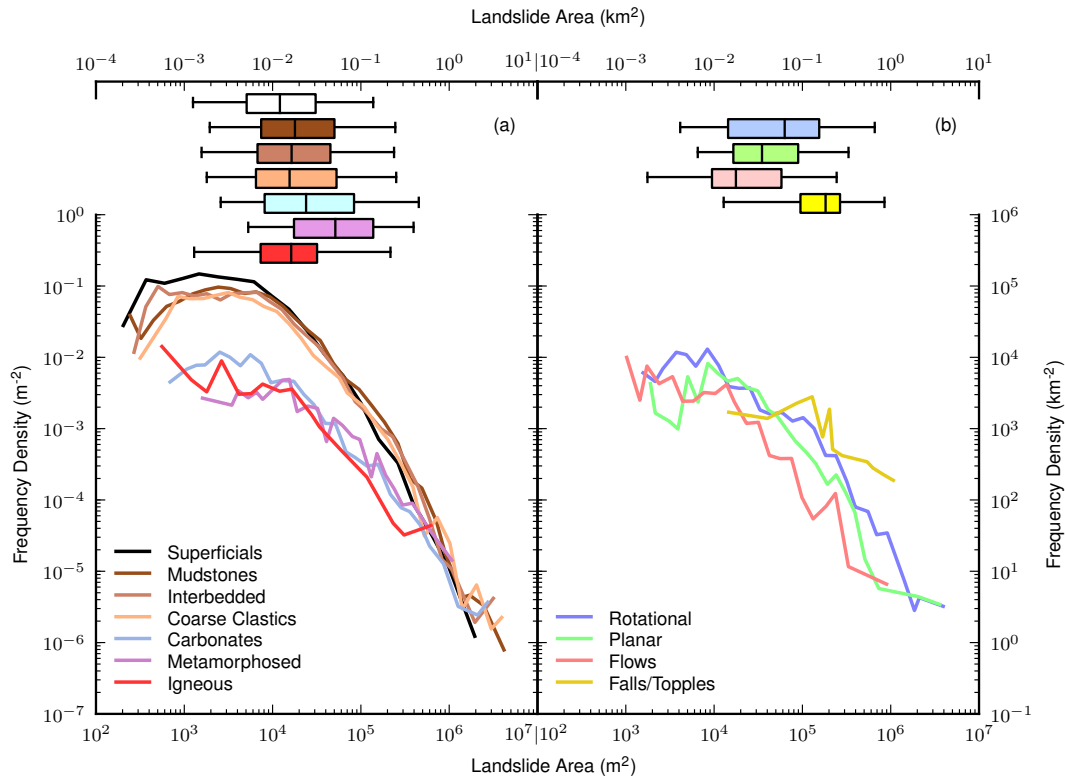 Landslide Area (km²)
10⁻⁴ 10⁻³ 10⁻² 10⁻¹ 10⁰ 10¹|10⁻⁴ 10⁻³ 10⁻² 10⁻¹ 10⁰ 10¹
(a) (b)
10⁰ 10⁶
10⁻¹ 10⁵
10⁻² 10⁴
10⁻³ 10³
10⁻⁴ 10²
10⁻⁵ 10¹
10⁻⁶ 10⁰
10⁻⁷ 10⁻¹
Frequency Density (m⁻²)
Frequency Density (km⁻²)
Superficials
Mudstones
Interbedded
Coarse Clastics
Carbonates
Metamorphosed
Igneous
Rotational
Planar
Flows
Falls/Topples
10² 10³ 10⁴ 10⁵ 10⁶ 10⁷|10² 10³ 10⁴ 10⁵ 10⁶ 10⁷
Landslide Area (m²)